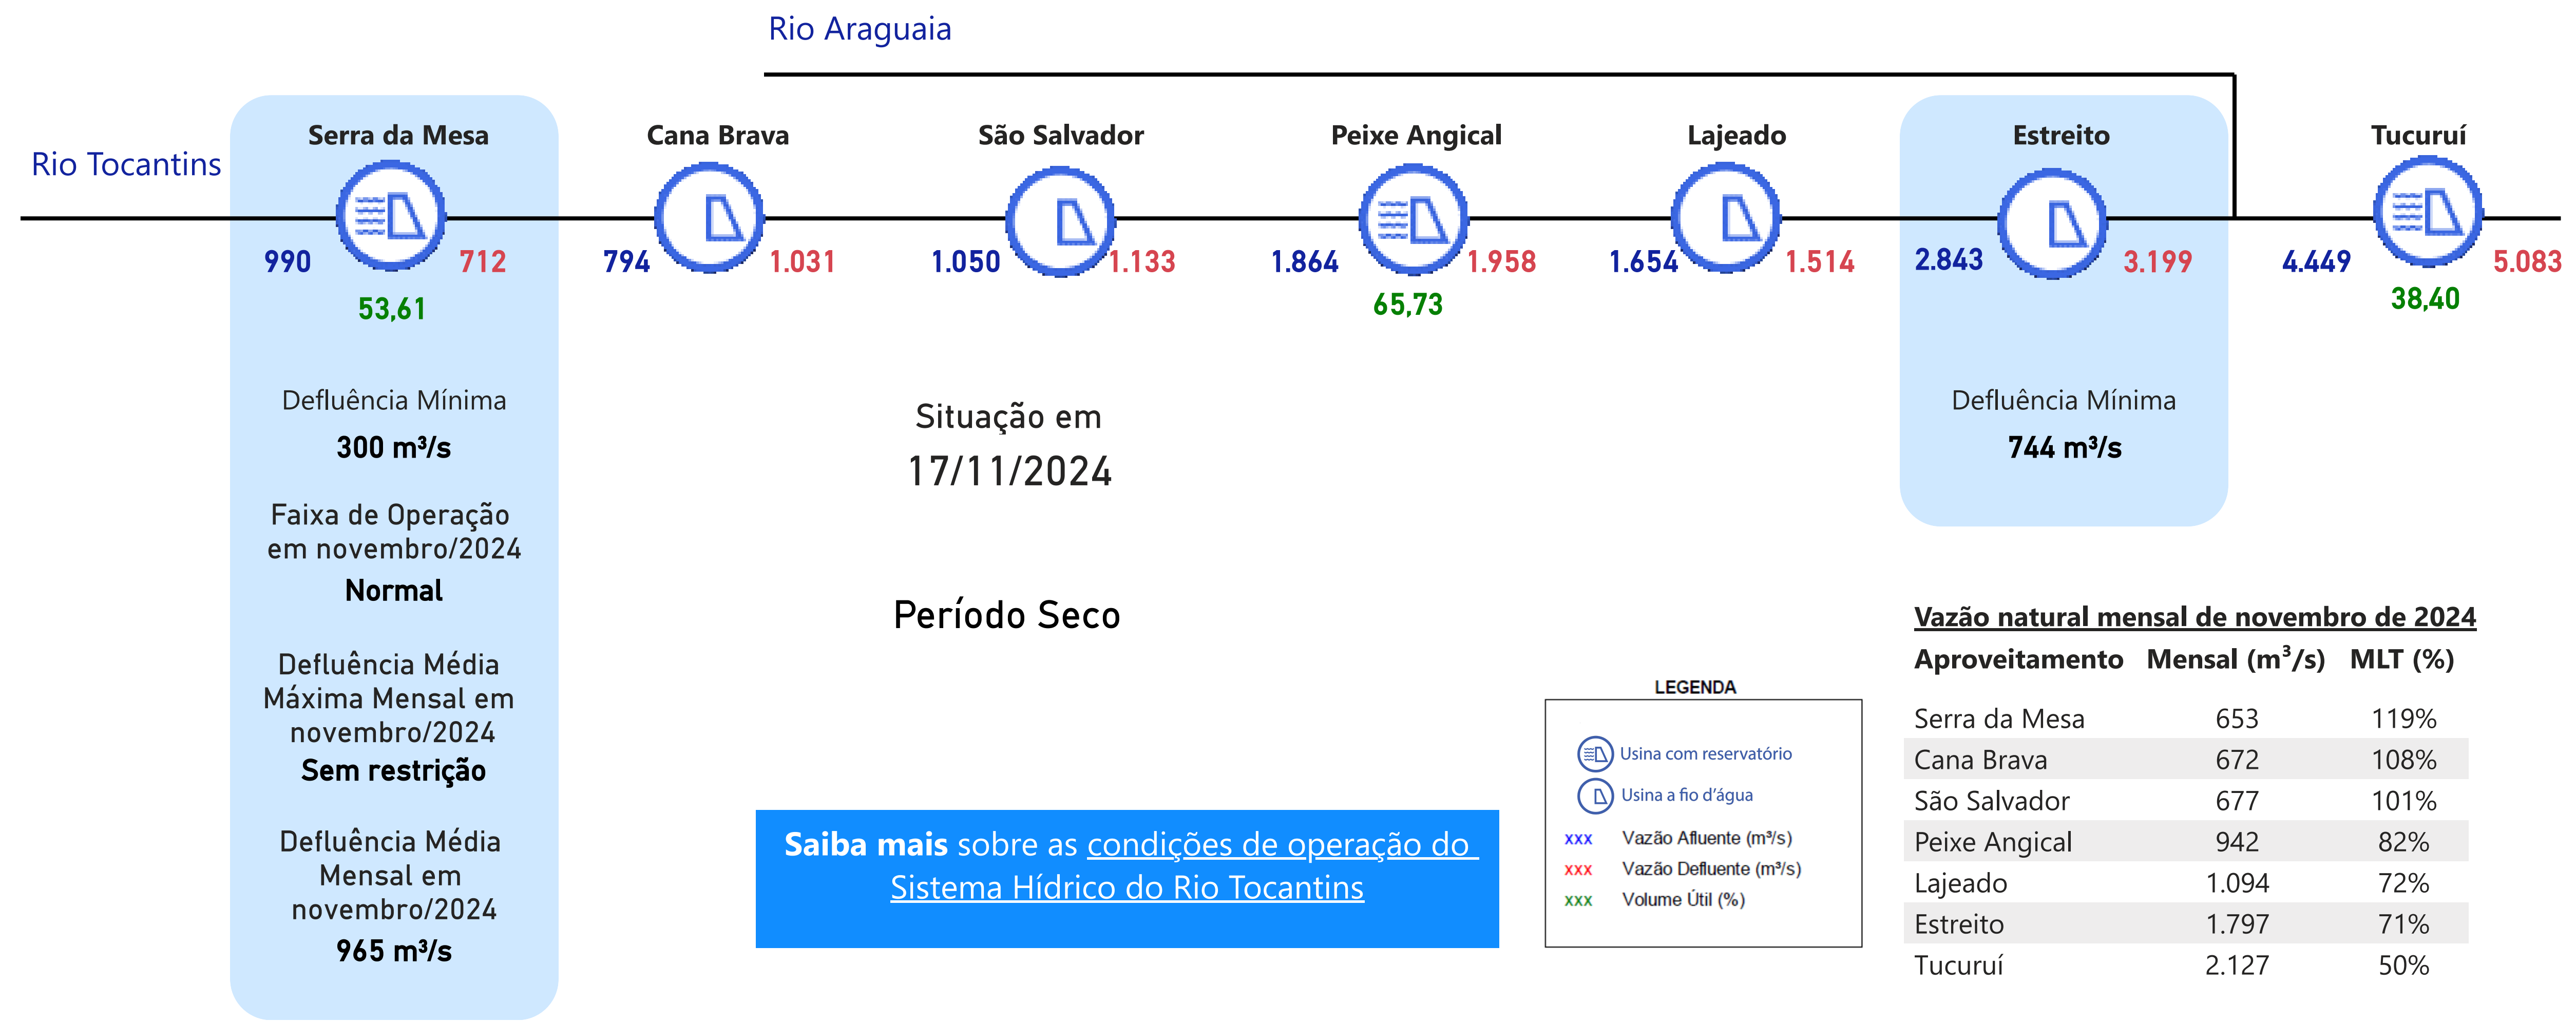 Rio Araguaia
Rio Tocantins
Serra da Mesa
Cana Brava
São Salvador
Peixe Angical
Lajeado
Estreito
Tucuruí
990 712
794 1.031
1.050 1.133
1.864 1.958
1.654 1.514
2.843 3.199
4.449 5.083
53,61
65,73
38,40
Defluência Mínima
300 m³/s
Faixa de Operação
em novembro/2024
Normal
Defluência Média
Máxima Mensal em
novembro/2024
Sem restrição
Defluência Média
Mensal em
novembro/2024
965 m³/s
Situação em
17/11/2024
Período Seco
Defluência Mínima
744 m³/s
Saiba mais sobre as condições de operação do
Sistema Hídrico do Rio Tocantins
LEGENDA
Usina com reservatório
Usina a fio d'água
xxx Vazão Afluente (m³/s)
xxx Vazão Defluente (m³/s)
xxx Volume Útil (%)
Vazão natural mensal de novembro de 2024
Aproveitamento Mensal (m³/s) MLT (%)
Serra da Mesa 653 119%
Cana Brava 672 108%
São Salvador 677 101%
Peixe Angical 942 82%
Lajeado 1.094 72%
Estreito 1.797 71%
Tucuruí 2.127 50%